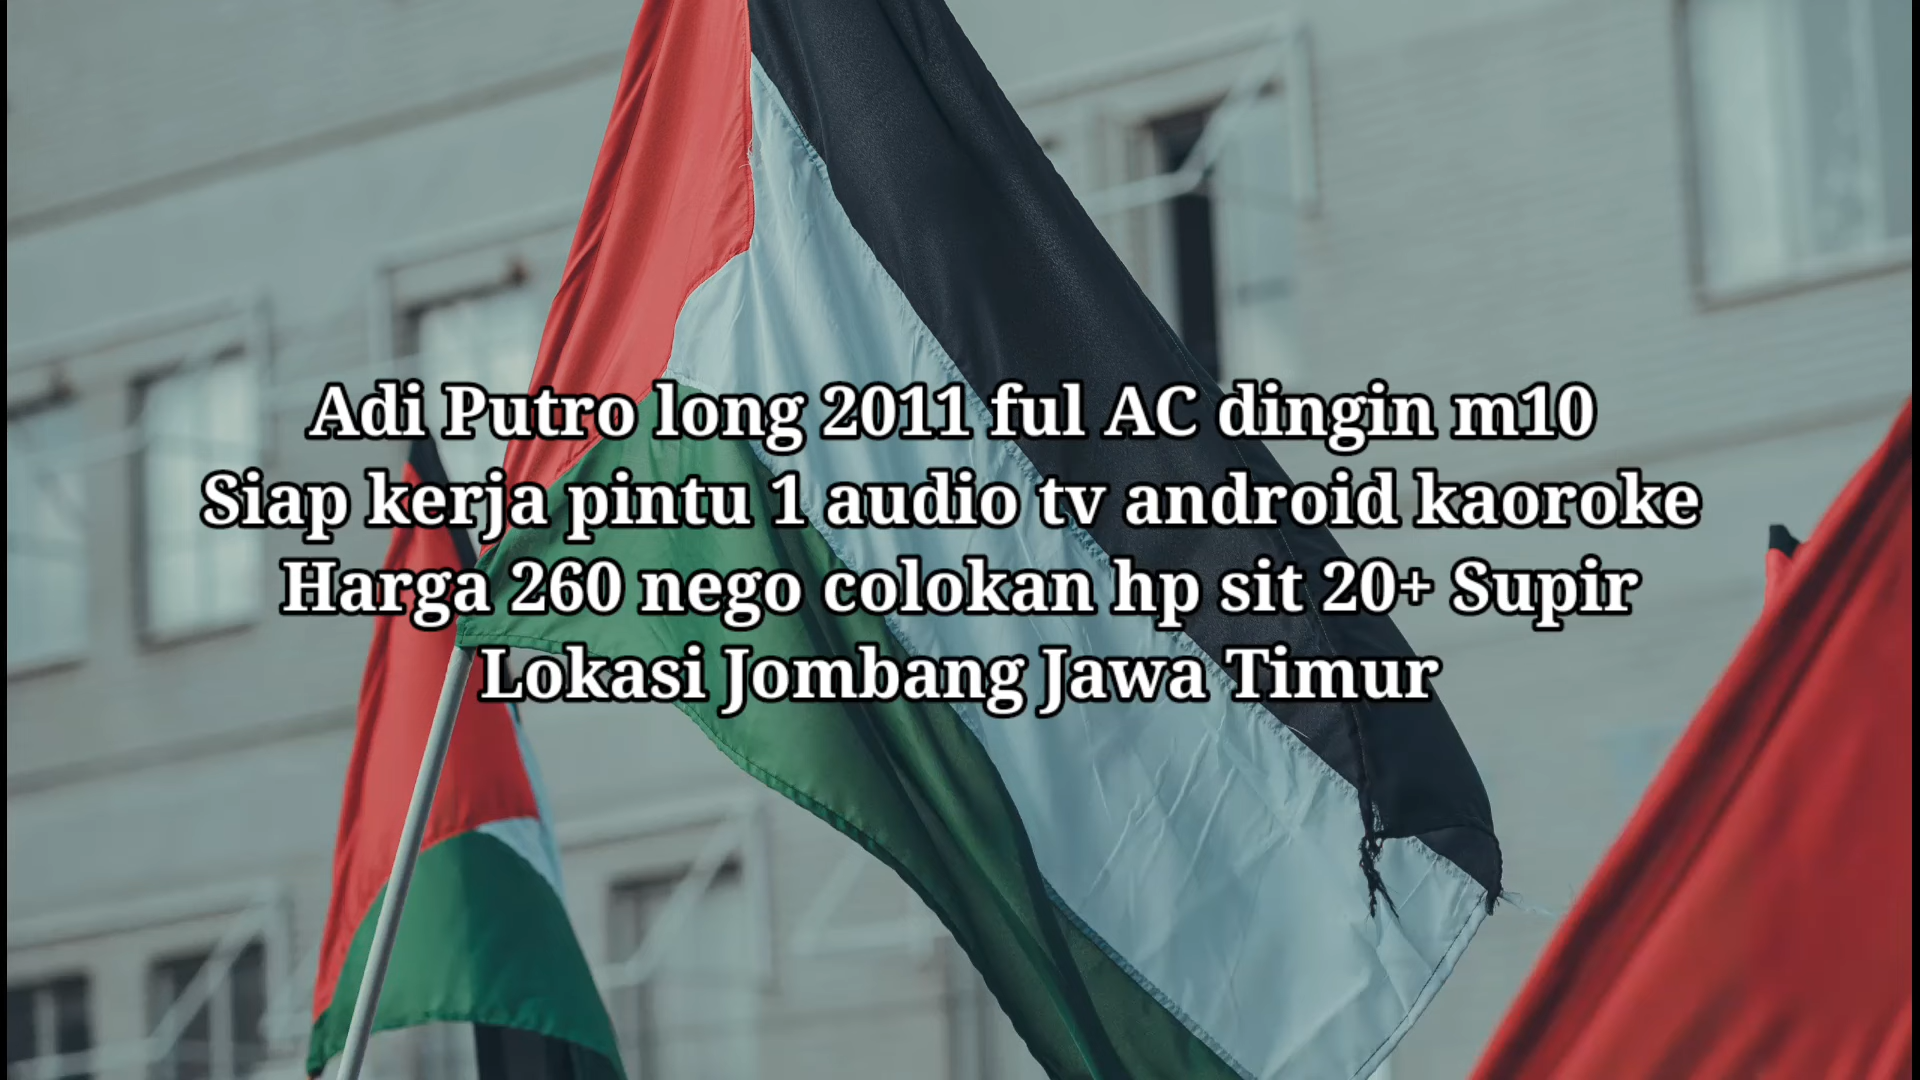 Adi Putro long 2011 ful AC dingin m10
Siap kerja pintu 1 audio tv android kaoroke
Harga 260 nego colokan hp sit 20+ Supir
Lokasi Jombang Jawa Timur